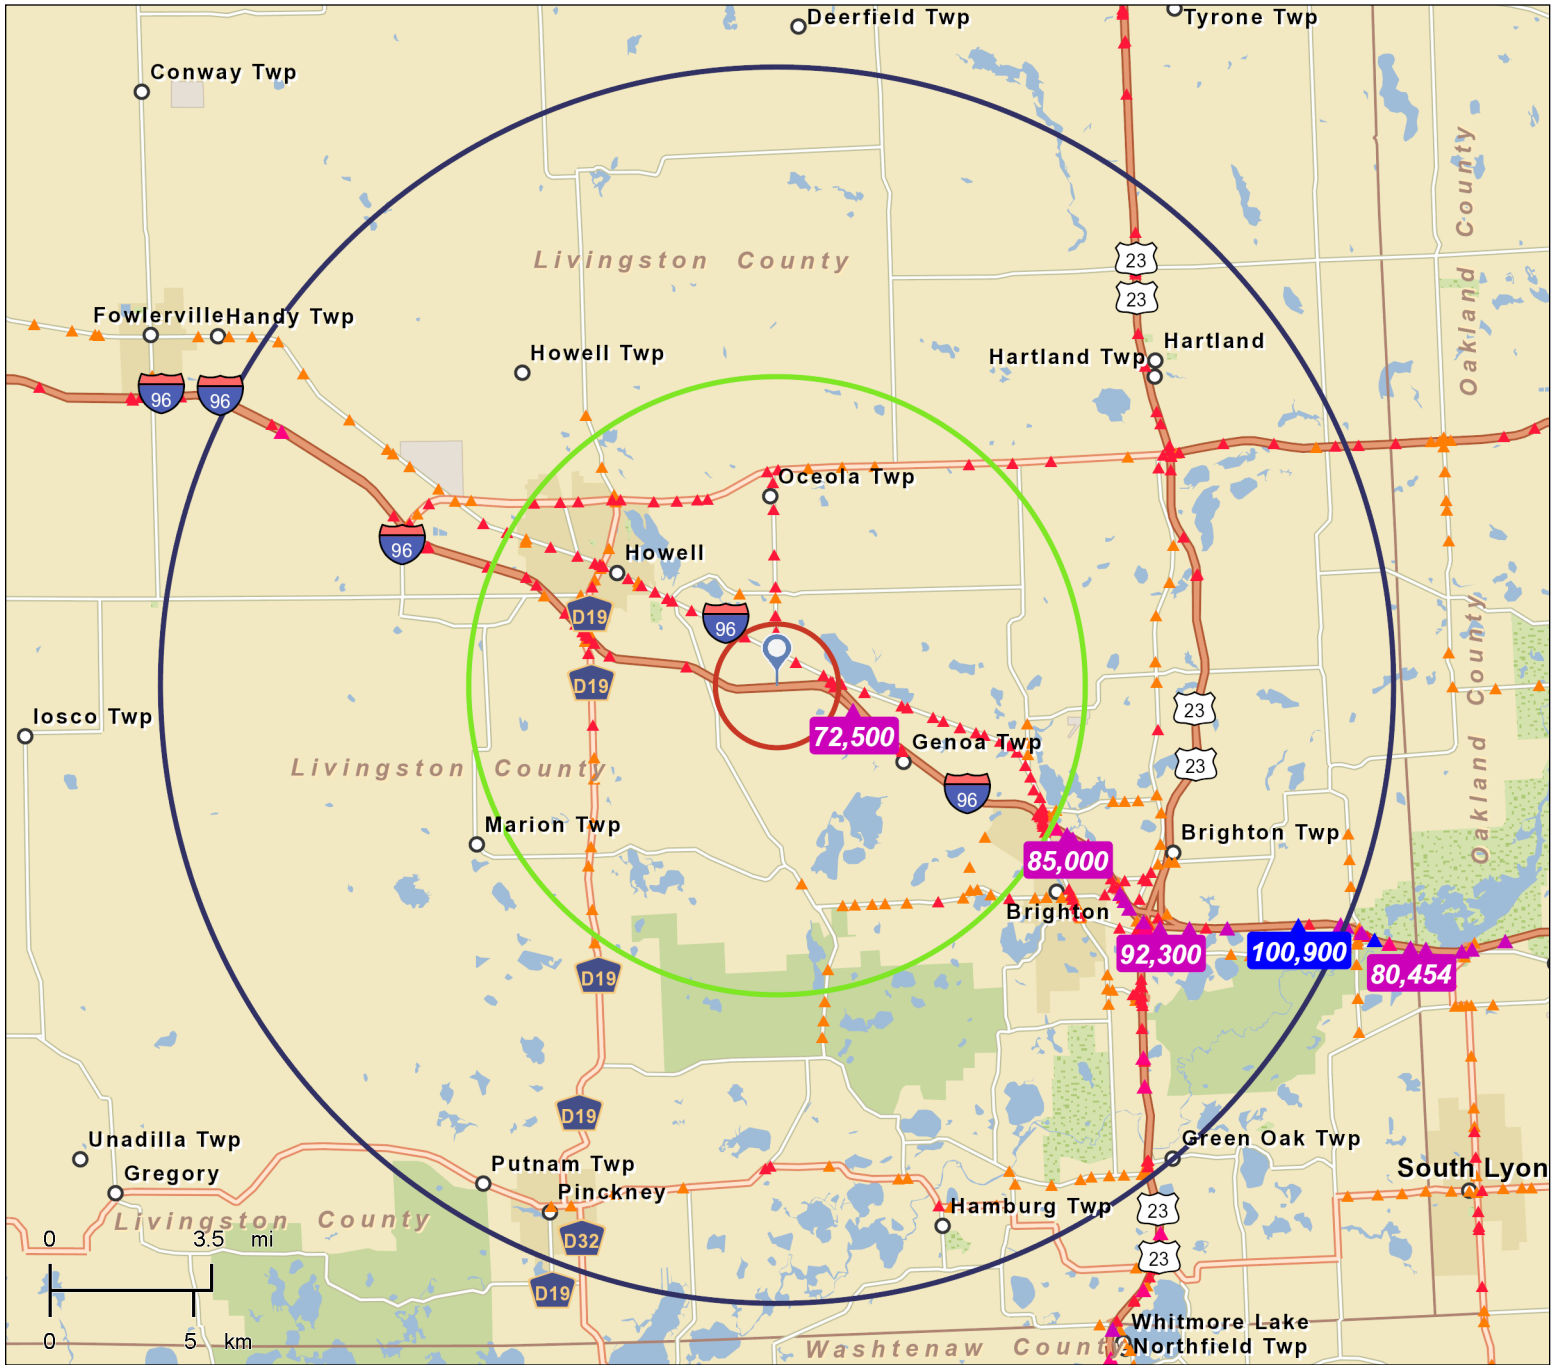 Deerfield Twp
Tyrone Twp
Conway Twp
Oakland County
Livingston County
23
23
Fowlerville
Handy Twp
Hartland
Howell Twp
Hartland Twp
96
96
Oceola Twp
96
Howell
D19
96
D19
Oakland County
Iosco Twp
23
72,500
Genoa Twp
23
Livingston County
96
Marion Twp
Brighton Twp
85,000
Brighton
92,300
100,900
80,454
D19
D19
Unadilla Twp
Green Oak Twp
Gregory
Putnam Twp
South Lyon
Pinckney
Hamburg Twp
23
Livingston County
0 3.5 mi
D32
23
D19
0 5 km
Whitmore Lake
Washtenaw County
Northfield Twp